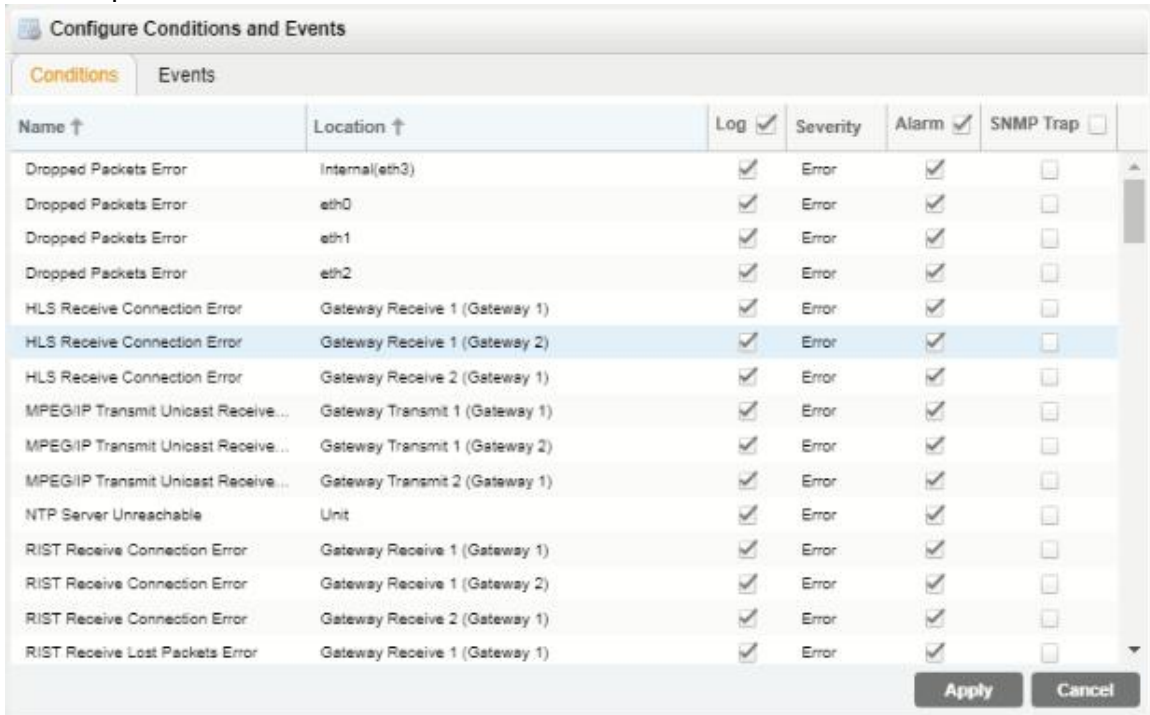 Configure Conditions and Events
Conditions Events
Name ↑ Location ↑ Log Severity Alarm SNMP Trap
Dropped Packets Error Internal(eth3) Error
Dropped Packets Error eth0 Error
Dropped Packets Error eth1 Error
Dropped Packets Error eth2 Error
HLS Receive Connection Error Gateway Receive 1 (Gateway 1) Error
HLS Receive Connection Error Gateway Receive 1 (Gateway 2) Error
HLS Receive Connection Error Gateway Receive 2 (Gateway 1) Error
MPEG/IP Transmit Unicast Receive... Gateway Transmit 1 (Gateway 1) Error
MPEG/IP Transmit Unicast Receive... Gateway Transmit 1 (Gateway 2) Error
MPEG/IP Transmit Unicast Receive... Gateway Transmit 2 (Gateway 1) Error
NTP Server Unreachable Unit Error
RIST Receive Connection Error Gateway Receive 1 (Gateway 1) Error
RIST Receive Connection Error Gateway Receive 1 (Gateway 2) Error
RIST Receive Connection Error Gateway Receive 2 (Gateway 1) Error
RIST Receive Lost Packets Error Gateway Receive 1 (Gateway 1) Error
Apply Cancel